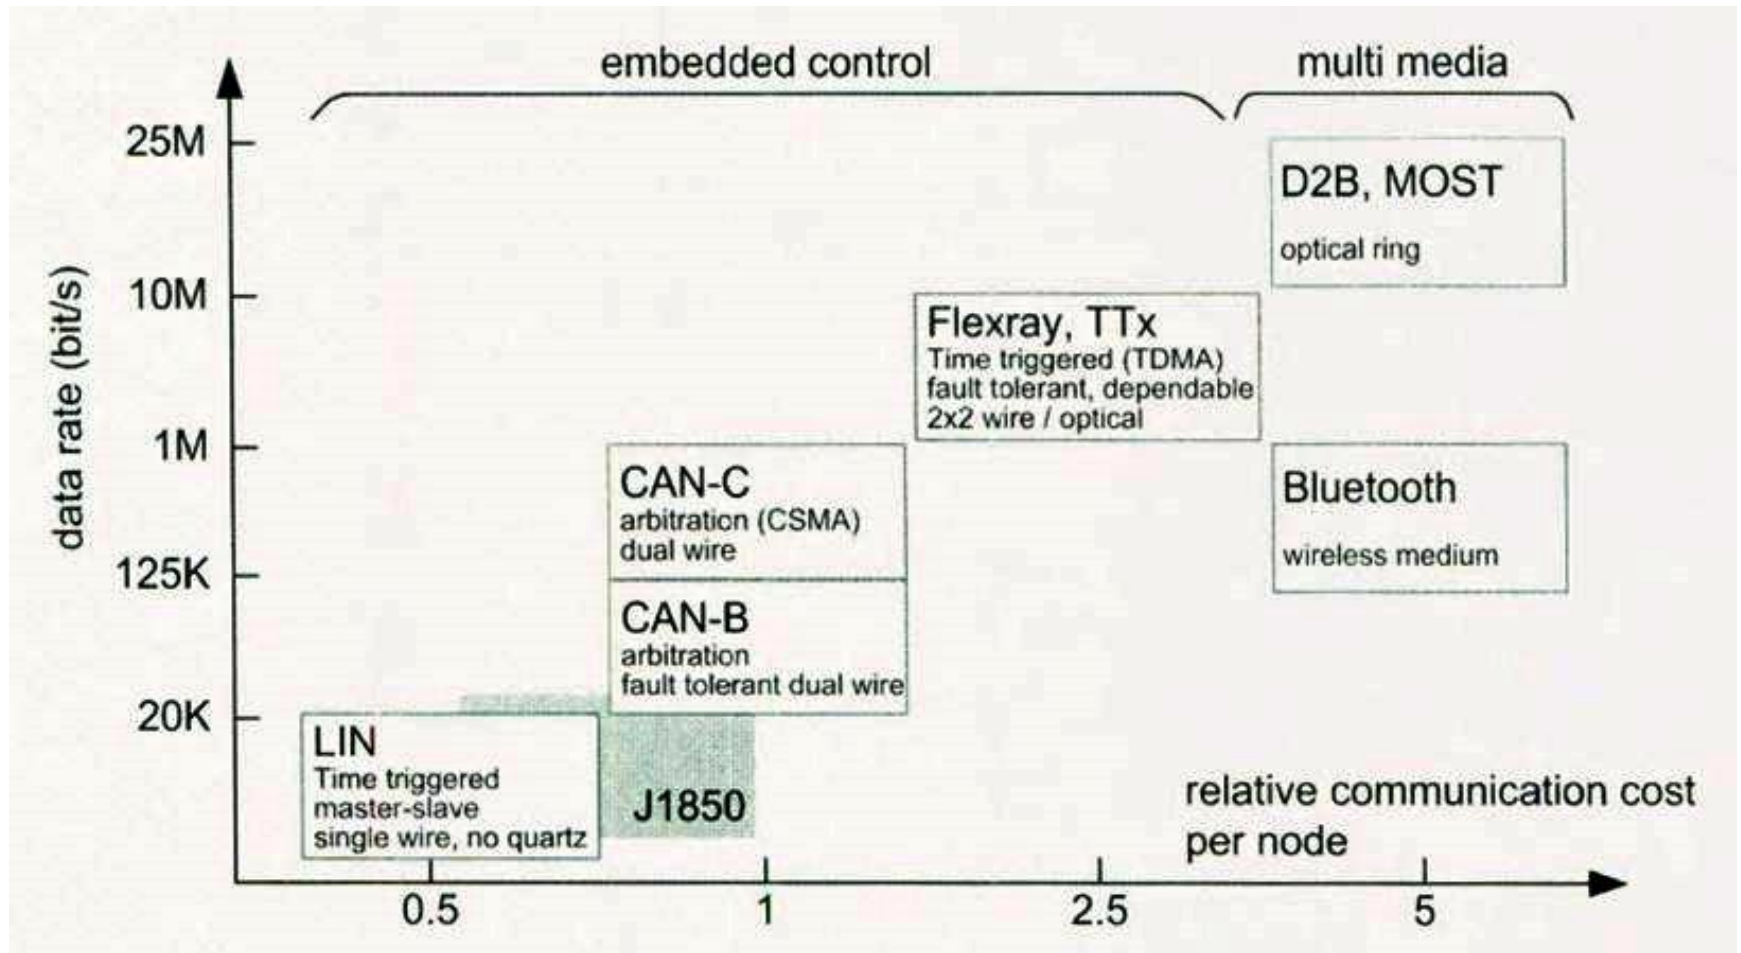 embedded control
multi media
25M
10M
1M
125K
20K
data rate (bit/s)
D2B, MOST
optical ring
Flexray, TTx
Time triggered (TDMA)
fault tolerant, dependable
2x2 wire / optical
CAN-C
arbitration (CSMA)
dual wire
Bluetooth
wireless medium
CAN-B
arbitration
fault tolerant dual wire
LIN
Time triggered
master-slave
single wire, no quartz
J1850
relative communication cost
per node
0.5
1
2.5
5